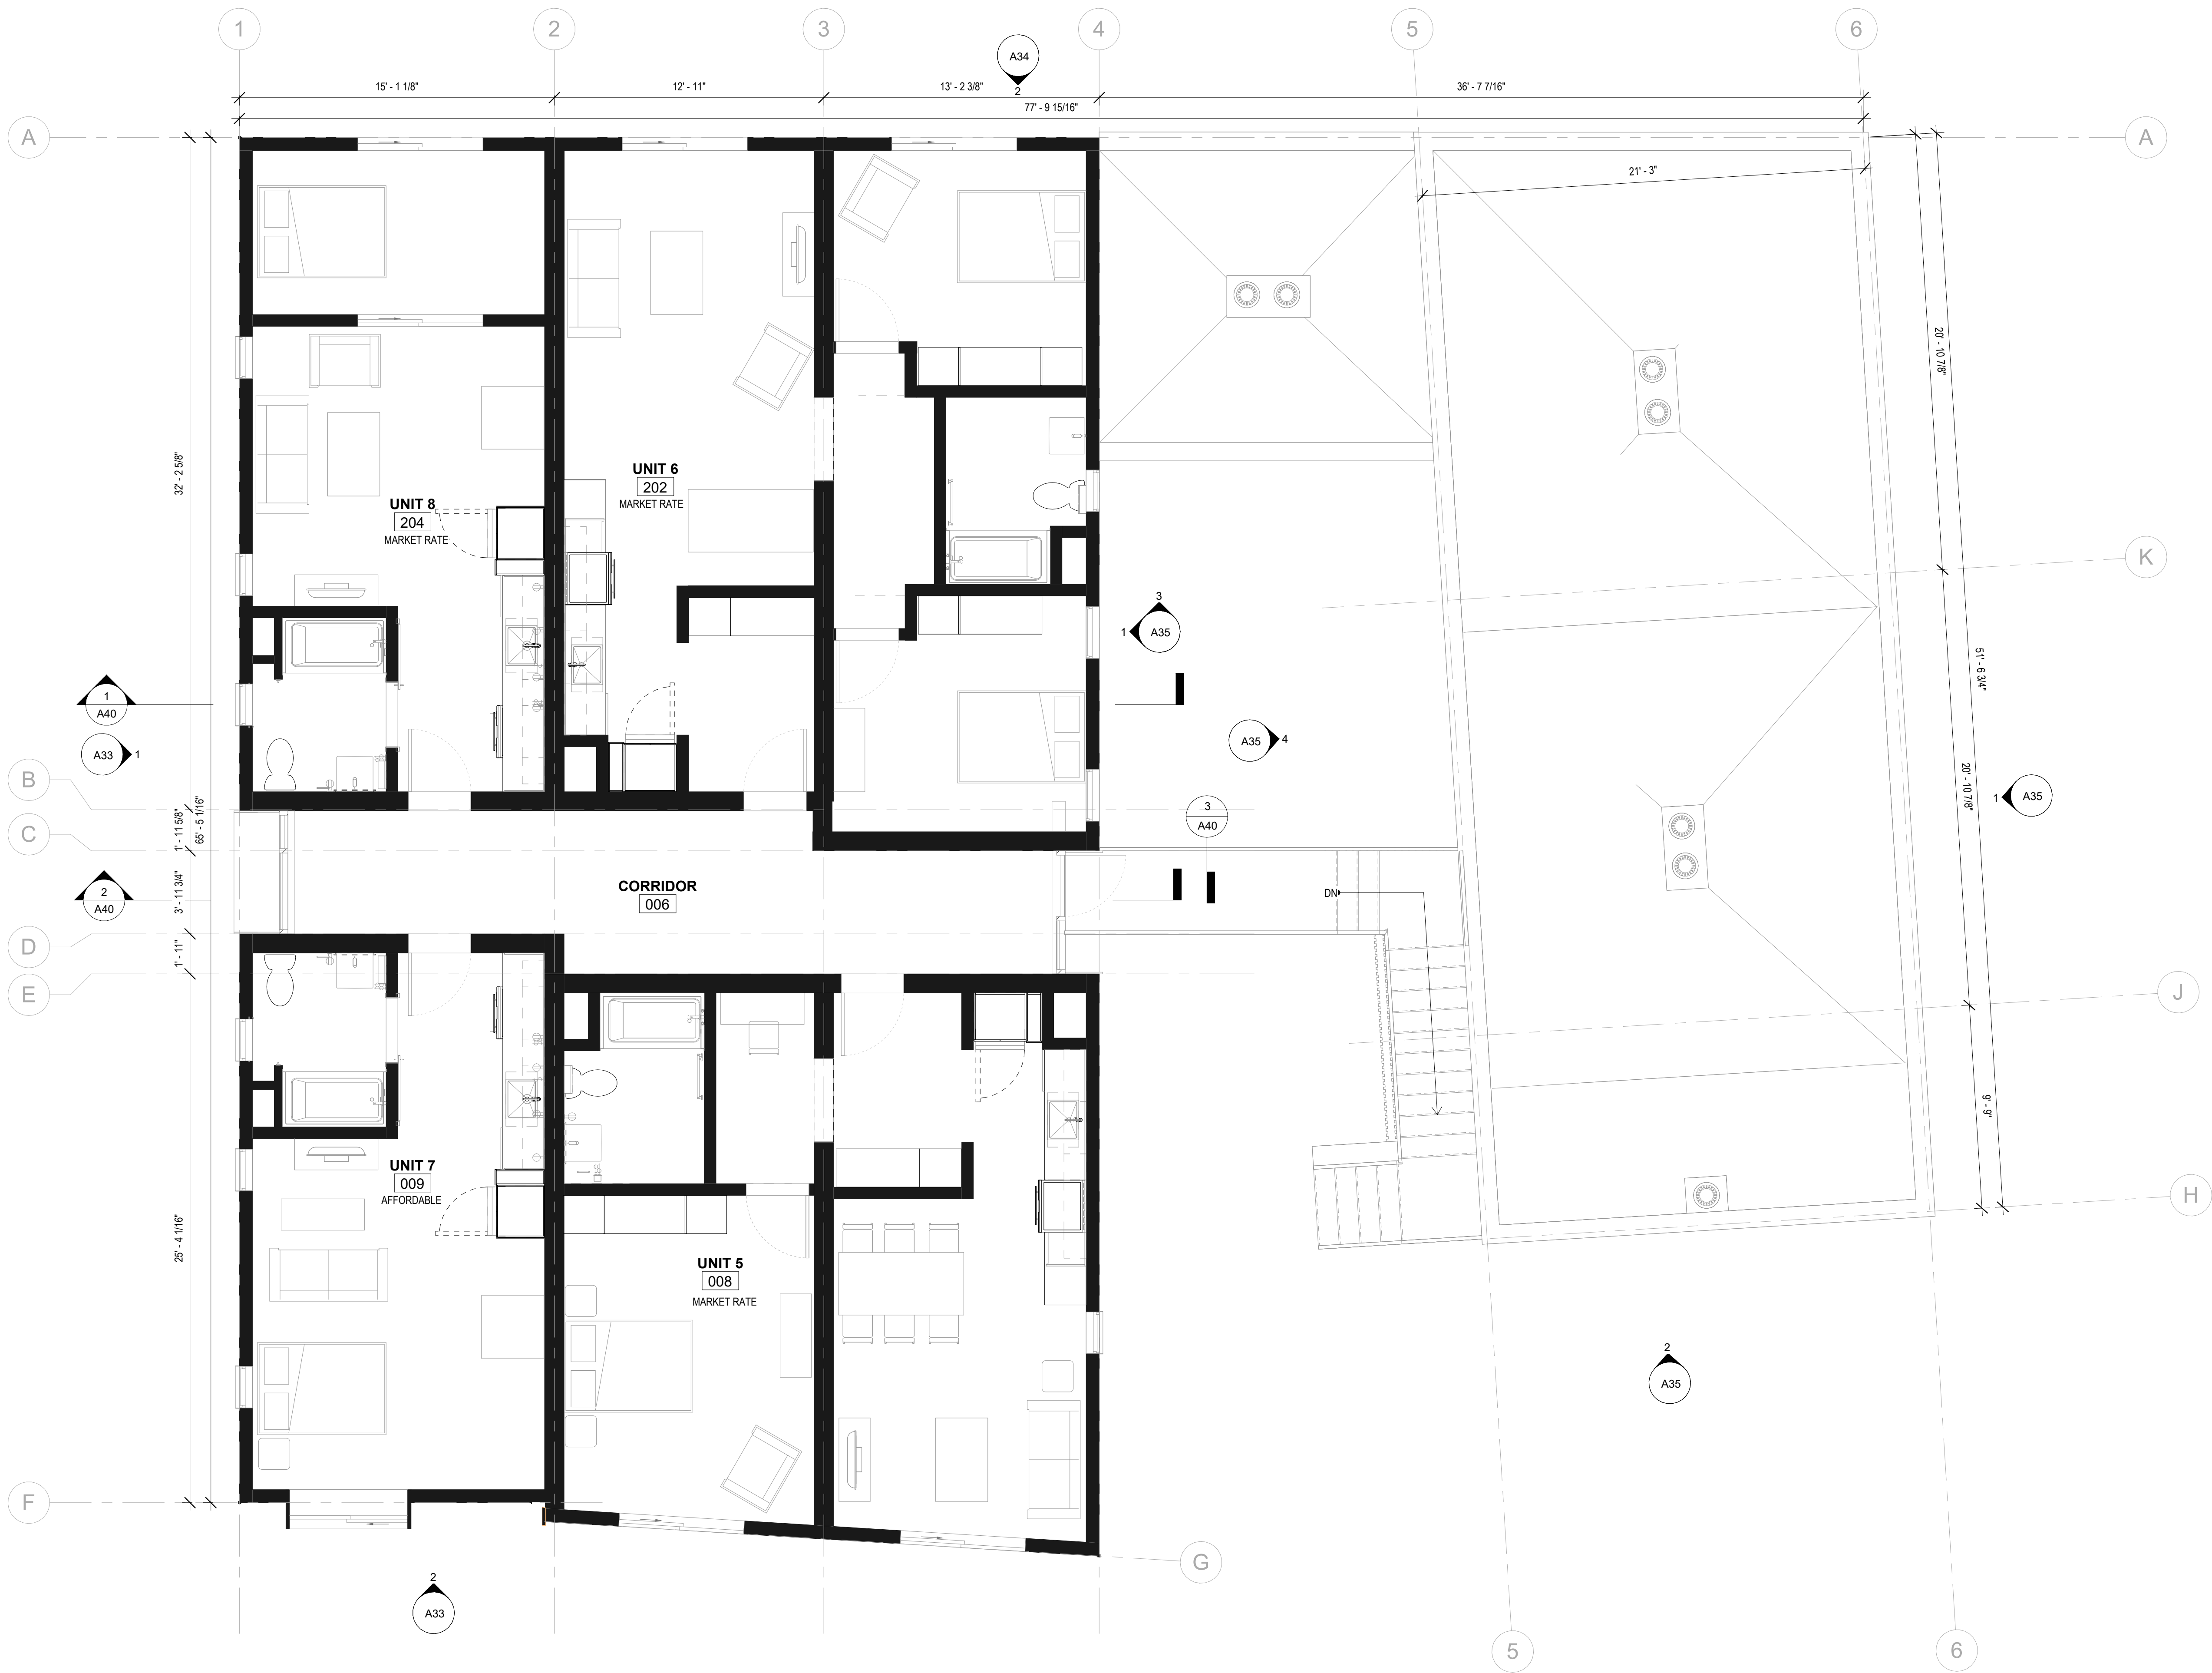 1
2
3
4
5
6
A34
2
15' - 1 1/8"
12' - 11"
13' - 2 3/8"
36' - 7 7/16"
77' - 9 15/16"
A
A
21' - 3"
20' - 10 7/8"
32' - 2 5/8"
UNIT 6
202
MARKET RATE
UNIT 8
204
MARKET RATE
K
3
1
A35
51' - 6 3/4"
1
A40
A33
1
A35
4
B
20' - 10 7/8"
1
A35
3
A40
C
1' - 11 5/8"
65' - 5 1/16"
2
A40
3' - 11 3/4"
CORRIDOR
006
DN
D
1' - 11"
E
J
9' - 9"
UNIT 7
009
AFFORDABLE
H
25' - 4 1/16"
UNIT 5
008
MARKET RATE
2
A35
F
G
2
A33
5
6